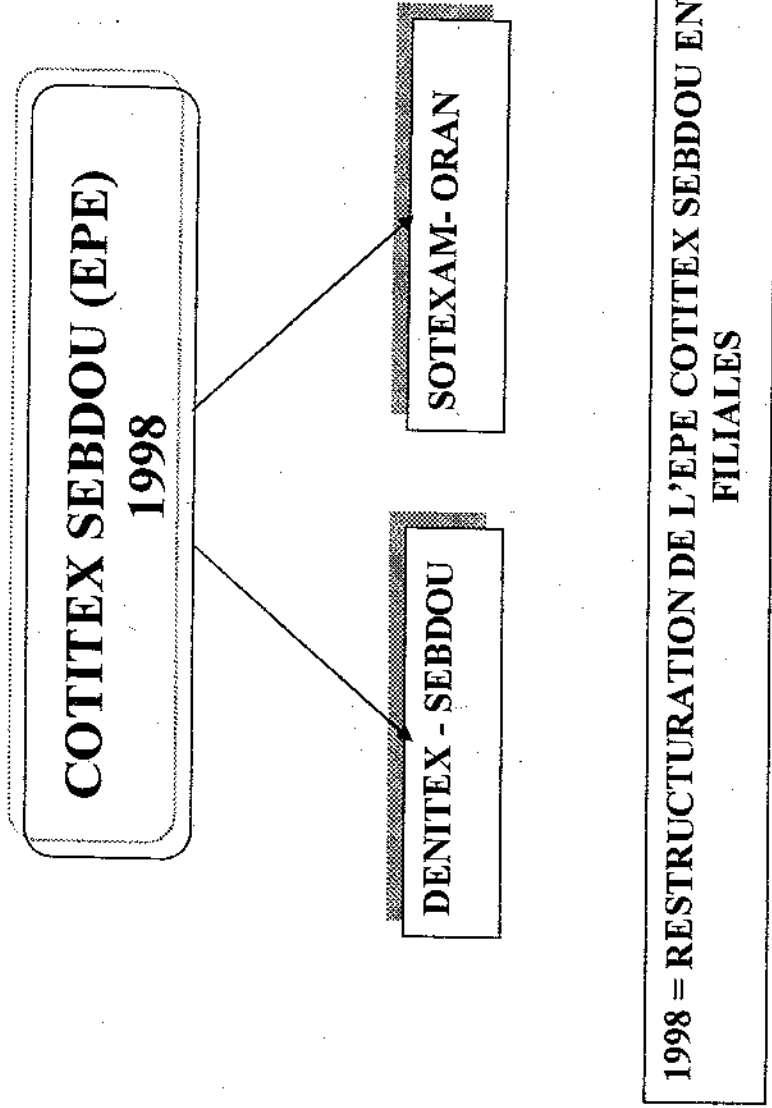 COTITEX SEBDOU (EPE)
1998
DENITEX - SEBDOU
SOTEXAM- ORAN
1998 = RESTRUCTURATION DE L'EPE COTITEX SEBDOU EN
FILIALES